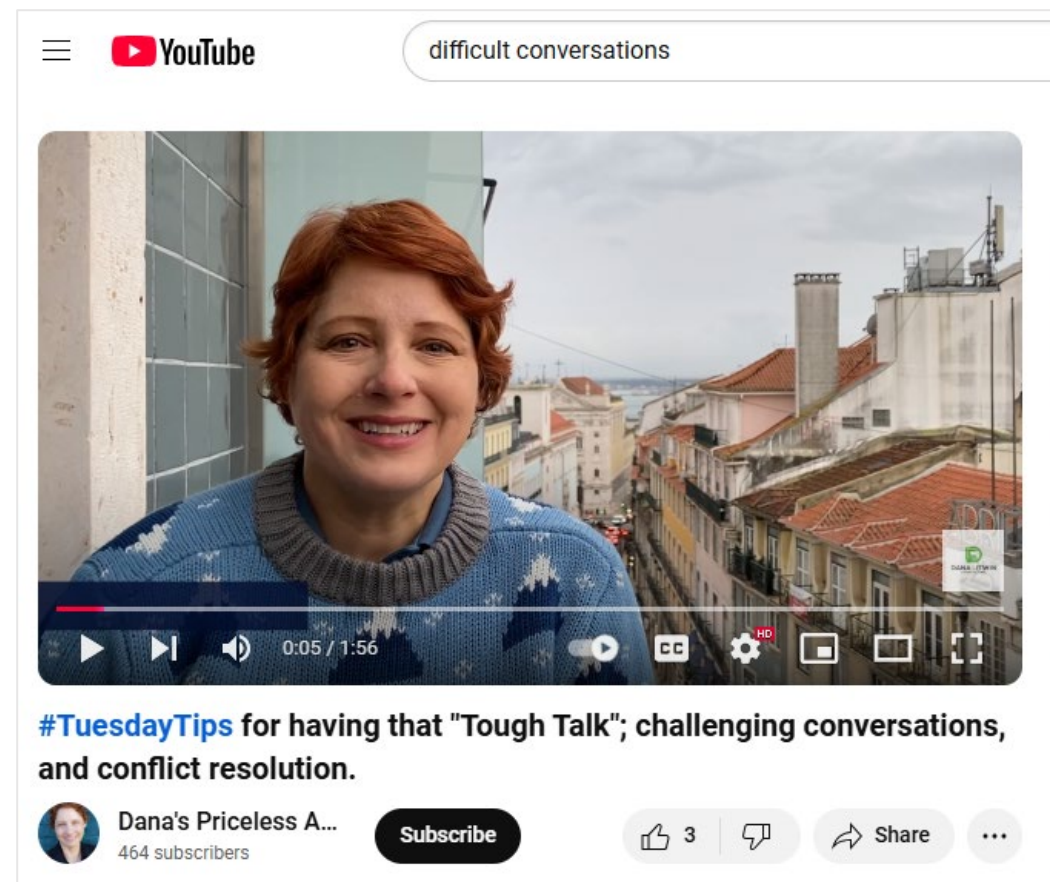 YouTube
difficult conversations
0:05 / 1:56
CC
HD
#TuesdayTips for having that "Tough Talk"; challenging conversations,
and conflict resolution.
Dana's Priceless A...
464 subscribers
Subscribe
3
Share